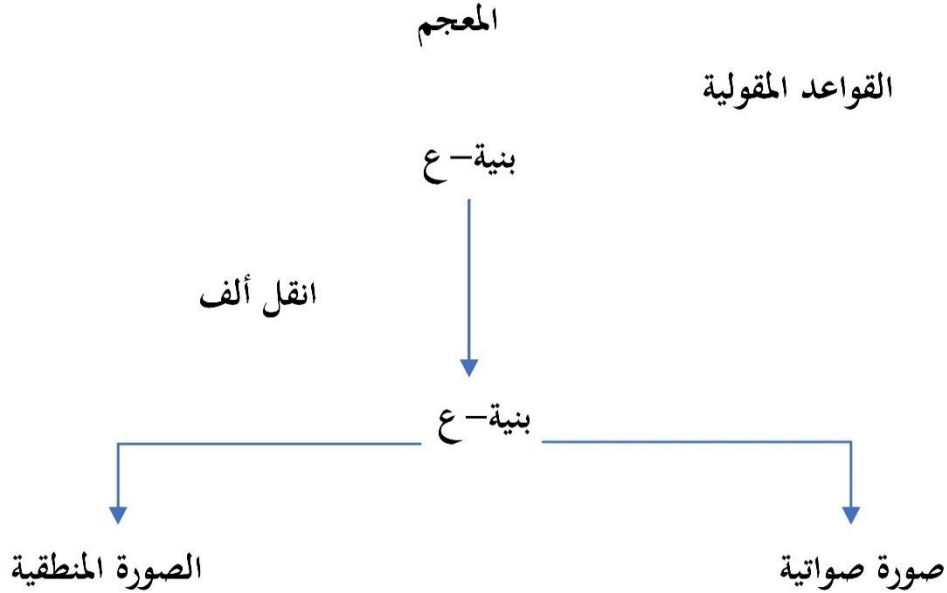 المعجم
القواعد المقولية
بنية–ع
انقل ألف
بنية–ع
صورة صواتية
الصورة المنطقية